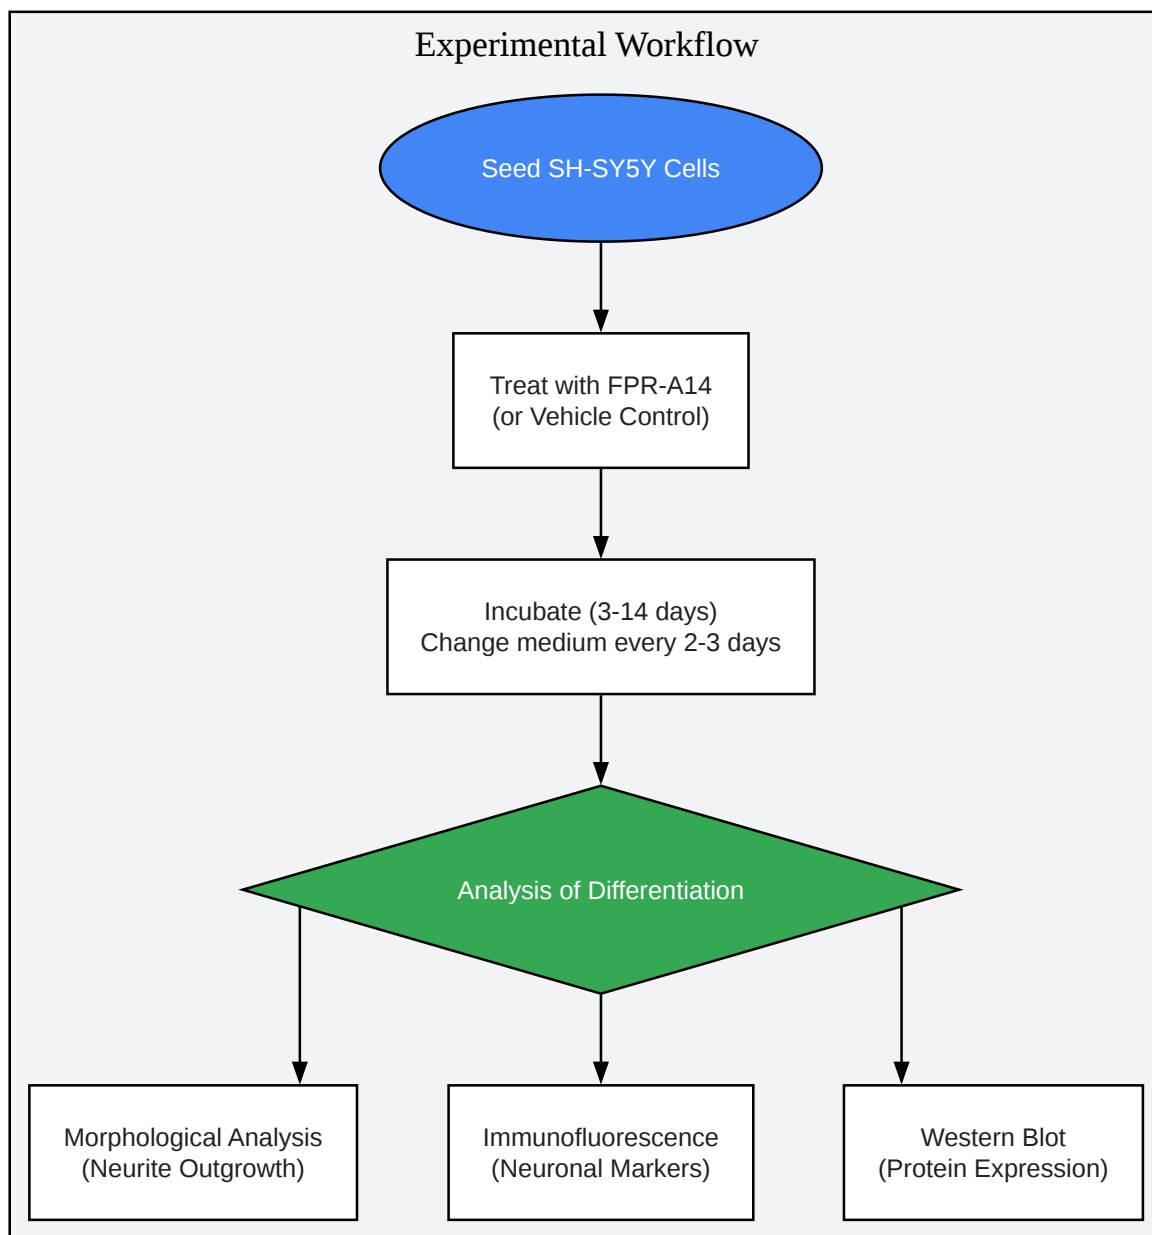 Experimental Workflow
Seed SH-SY5Y Cells
Treat with FPR-A14
(or Vehicle Control)
Incubate (3-14 days)
Change medium every 2-3 days
Analysis of Differentiation
Morphological Analysis
(Neurite Outgrowth)
Immunofluorescence
(Neuronal Markers)
Western Blot
(Protein Expression)